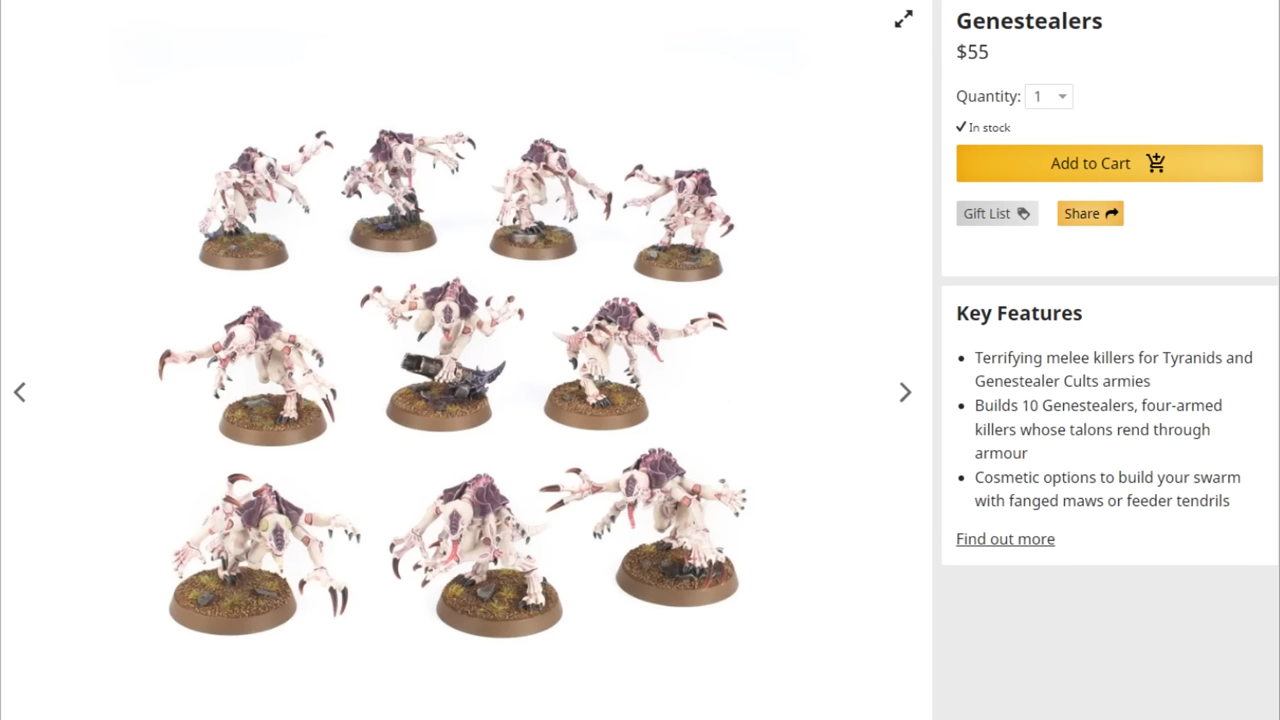 Genestealers
$55
Quantity: 1
In stock
Add to Cart
Gift List
Share
Key Features
Terrifying melee killers for Tyranids and
Genestealer Cults armies
Builds 10 Genestealers, four-armed
killers whose talons rend through
armour
Cosmetic options to build your swarm
with fanged maws or feeder tendrils
Find out more